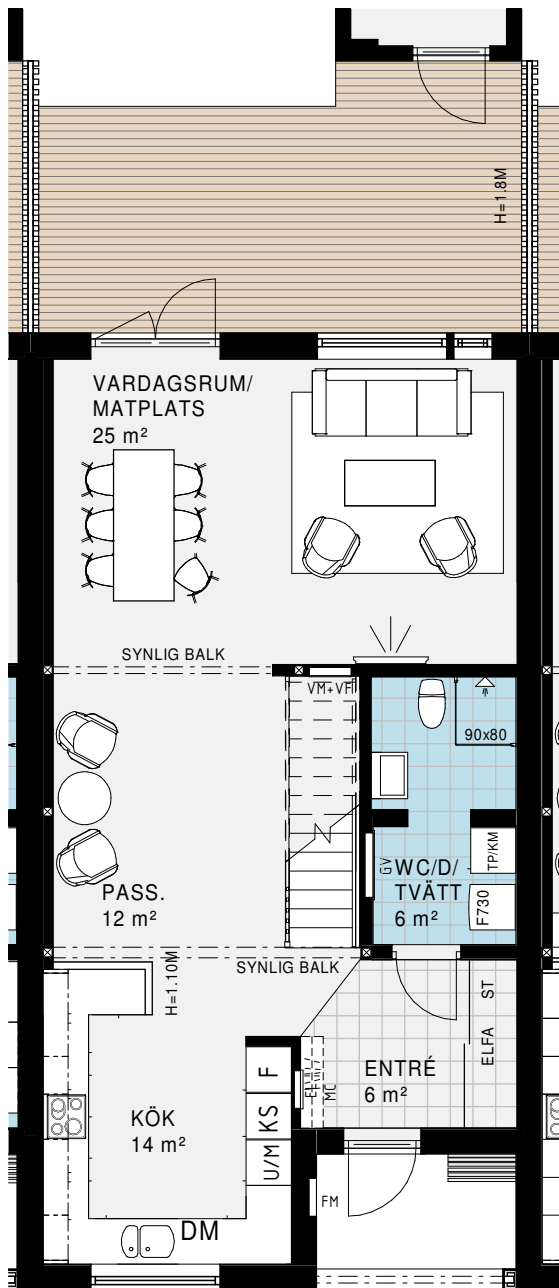 H=1.8M
VARDAGSRUM/
MATPLATS
25 m²
SYNLIG BALK
VM+VF
90x80
GV
WC/D/
TVÄTT
6 m²
TP/KM
F730
PASS.
12 m²
SYNLIG BALK
H=1.10M
ELFA ST
ENTRÉ
6 m²
MC
F
KS
U/M
KÖK
14 m²
DM
FM